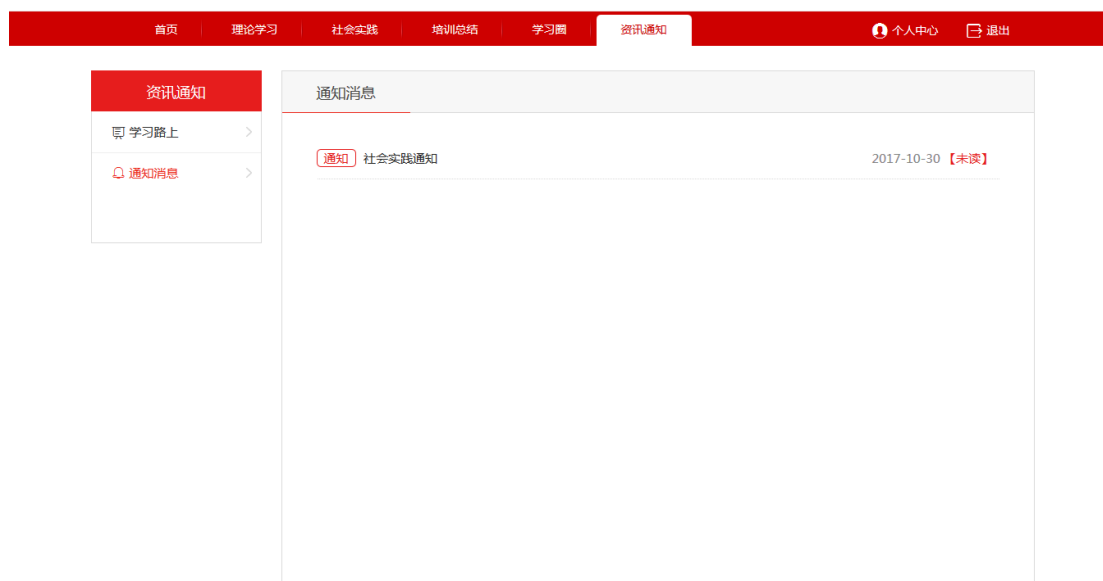 首页 理论学习 社会实践 培训总结 学习圈 资讯通知 个人中心 退出
资讯通知
学习路上
通知消息
通知消息
通知 社会实践通知 2017-10-30【未读】